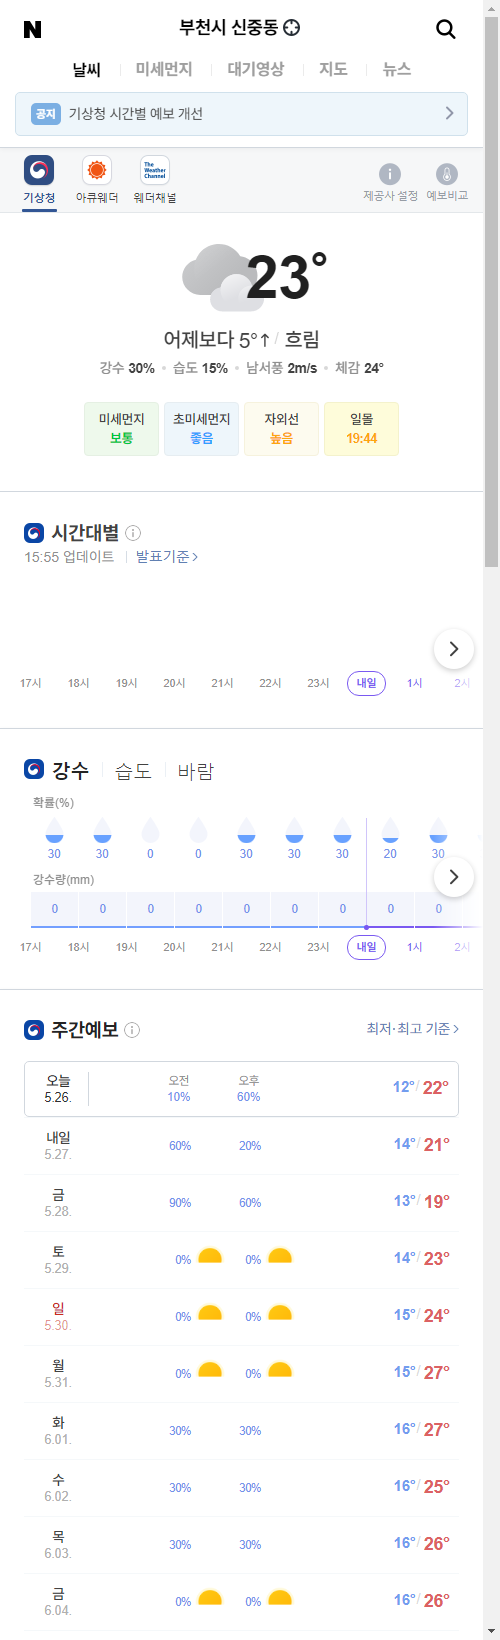 N
부천시 신중동
날씨 미세먼지 대기영상 지도 뉴스
공지 기상청 시간별 예보 개선
The Weather Channel
기상청 아큐웨더 웨더채널 제공사 설정 예보비교
23°
어제보다 5°↑ / 흐림
강수 30% • 습도 15% • 남서풍 2m/s • 체감 24°
미세먼지 초미세먼지 자외선 일몰
보통 좋음 높음 19:44
시간대별
15:55 업데이트 발표기준 >
17시 18시 19시 20시 21시 22시 23시 내일 1시 2시
강수 습도 바람
확률(%)
30 30 0 0 30 30 30 20 30
강수량(mm)
0 0 0 0 0 0 0 0 0
17시 18시 19시 20시 21시 22시 23시 내일 1시 2시
주간예보 최저·최고 기준 >
오늘 오전 오후
5.26. 10% 60% 12° / 22°
내일
5.27. 60% 20% 14° / 21°
금
5.28. 90% 60% 13° / 19°
토
5.29. 0% 0% 14° / 23°
일
5.30. 0% 0% 15° / 24°
월
5.31. 0% 0% 15° / 27°
화
6.01. 30% 30% 16° / 27°
수
6.02. 30% 30% 16° / 25°
목
6.03. 30% 30% 16° / 26°
금
6.04. 0% 0% 16° / 26°